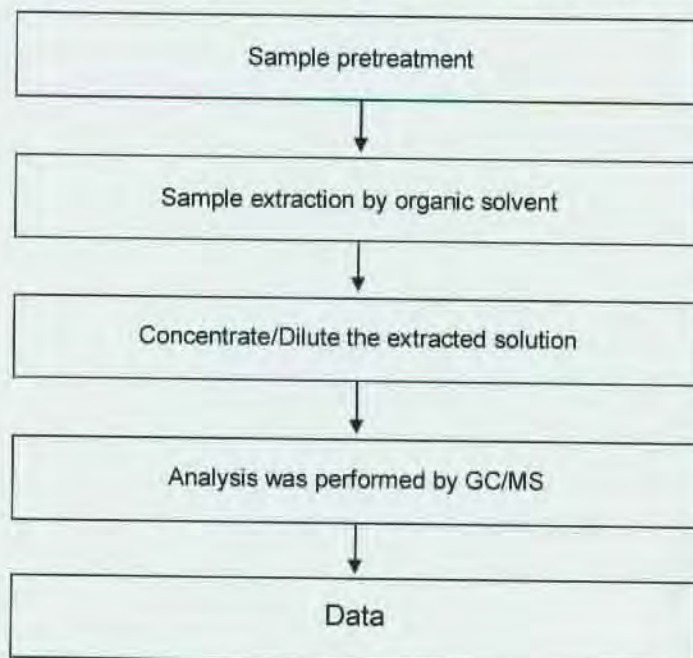 Sample pretreatment
Sample extraction by organic solvent
Concentrate/Dilute the extracted solution
Analysis was performed by GC/MS
Data